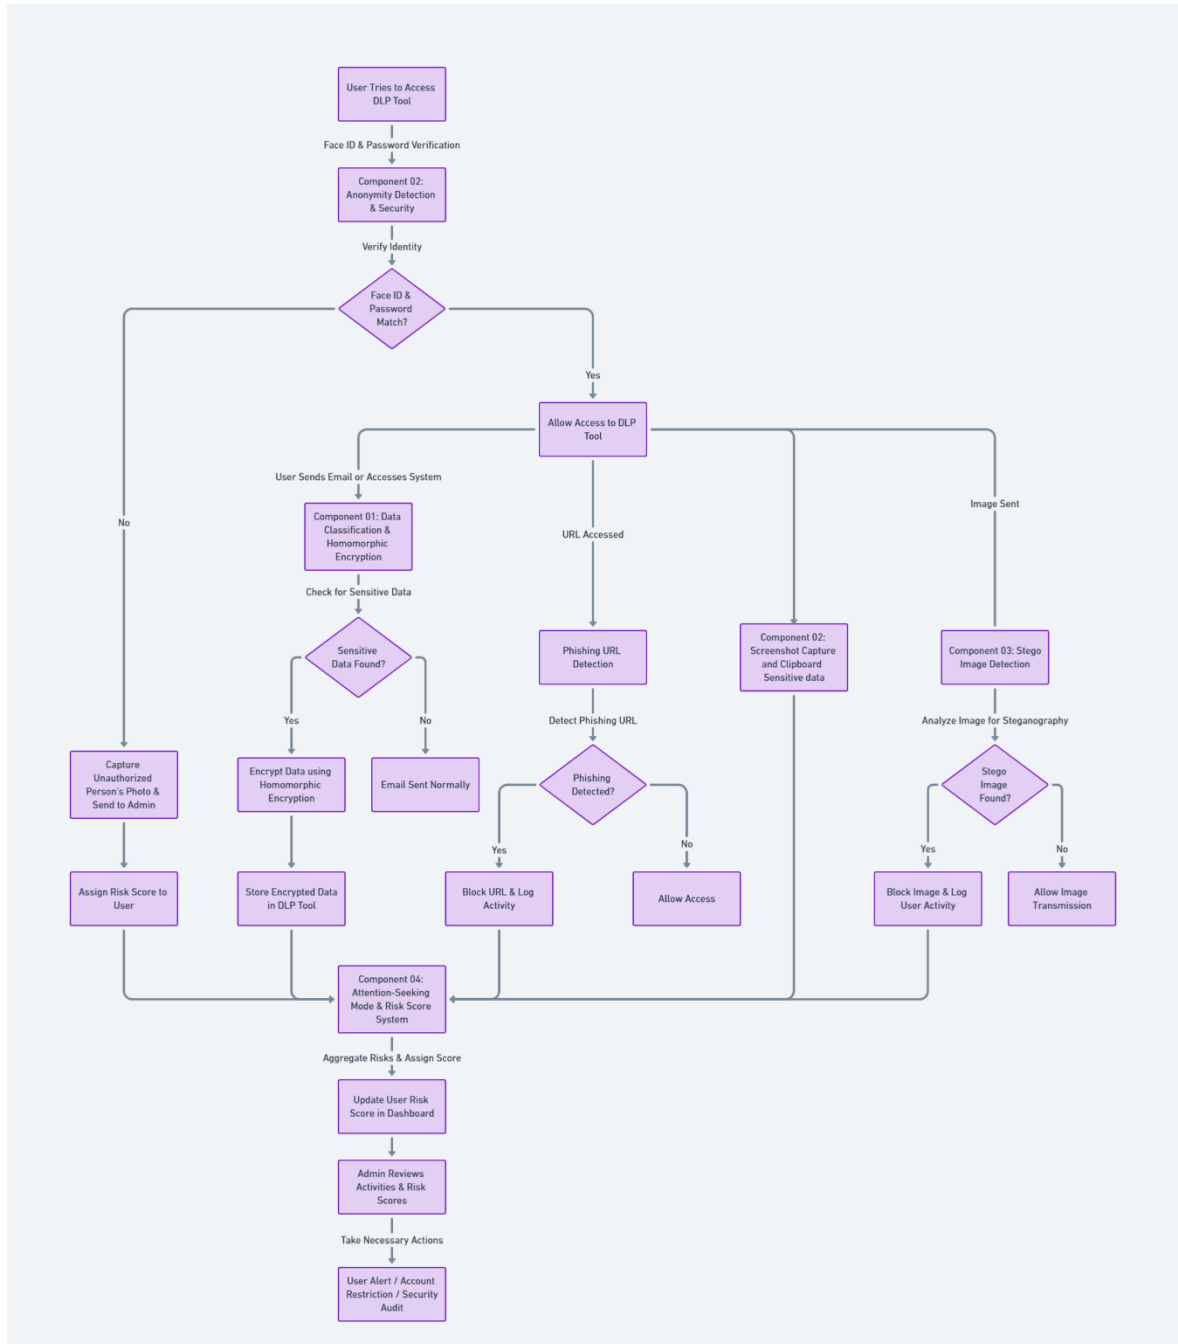 User Tries to Access
DLP Tool
Face ID & Password Verification
Component 02:
Anonymity Detection
& Security
Verify Identity
Face ID &
Password
Match?
Yes
Allow Access to DLP
Tool
User Sends Email or Accesses System
Image Sent
Component 01: Data
Classification &
Homomorphic
Encryption
No
URL Accessed
Check for Sensitive Data
Sensitive
Data Found?
Phishing URL
Detection
Component 02:
Screenshot Capture
and Clipboard
Sensitive data
Component 03: Stego
Image Detection
Yes
No
Detect Phishing URL
Analyze Image for Steganography
Capture
Unauthorized
Person's Photo &
Send to Admin
Encrypt Data using
Homomorphic
Encryption
Email Sent Normally
Phishing
Detected?
Stego
Image
Found?
Yes
No
Yes
No
Assign Risk Score to
User
Store Encrypted Data
in DLP Tool
Block URL & Log
Activity
Allow Access
Block Image & Log
User Activity
Allow Image
Transmission
Component 04:
Attention-Seeking
Mode & Risk Score
System
Aggregate Risks & Assign Score
Update User Risk
Score in Dashboard
Admin Reviews
Activities & Risk
Scores
Take Necessary Actions
User Alert / Account
Restriction / Security
Audit